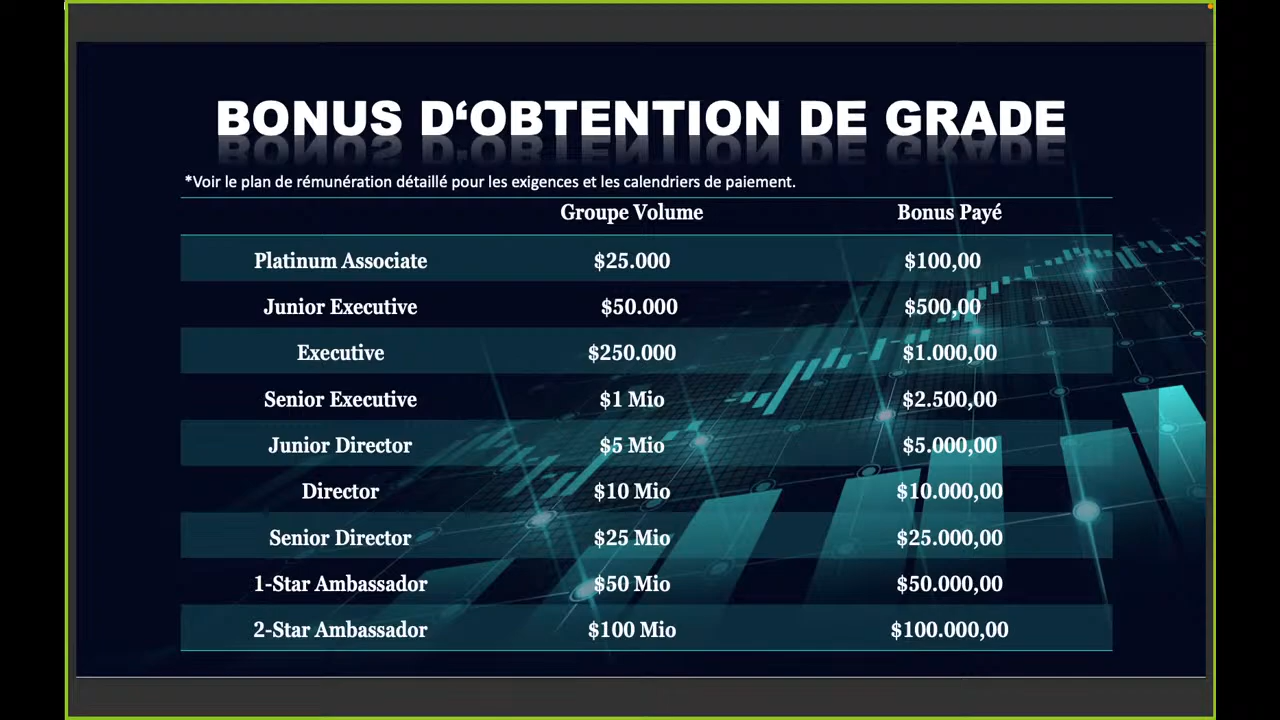 BONUS D‘OBTENTION DE GRADE
*Voir le plan de rémunération détaillé pour les exigences et les calendriers de paiement.
Groupe Volume Bonus Payé
Platinum Associate $25.000 $100,00
Junior Executive $50.000 $500,00
Executive $250.000 $1.000,00
Senior Executive $1 Mio $2.500,00
Junior Director $5 Mio $5.000,00
Director $10 Mio $10.000,00
Senior Director $25 Mio $25.000,00
1-Star Ambassador $50 Mio $50.000,00
2-Star Ambassador $100 Mio $100.000,00